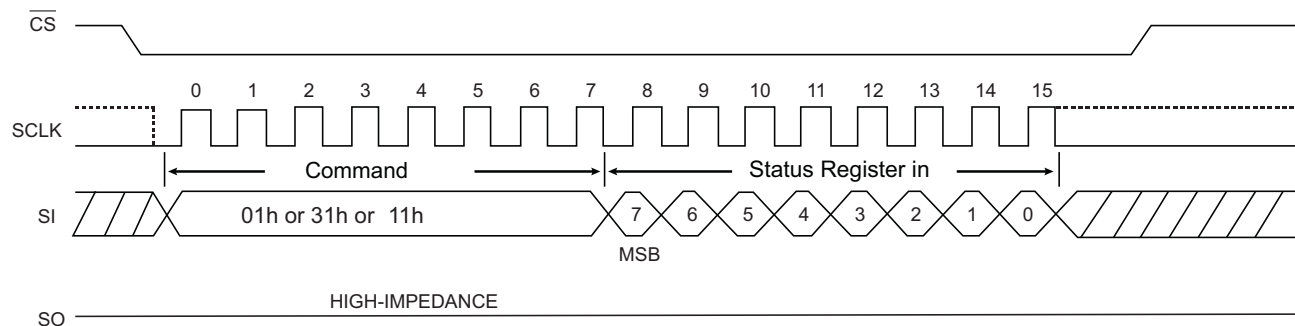 CS
0 1 2 3 4 5 6 7 8 9 10 11 12 13 14 15
SCLK
Command Status Register in
SI 01h or 31h or 11h 7 6 5 4 3 2 1 0
MSB
HIGH-IMPEDANCE
SO